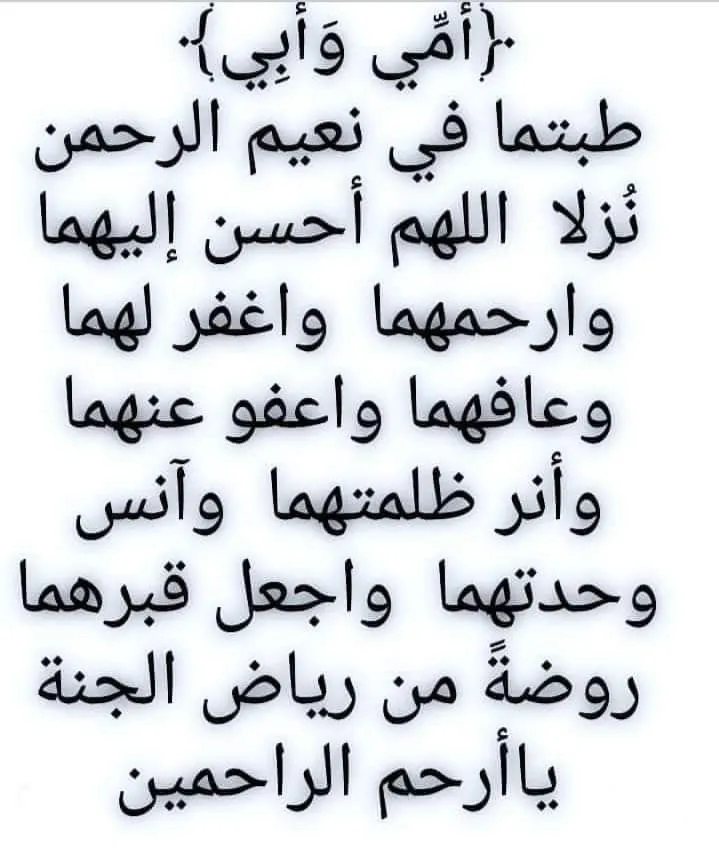 ﴿أمِّي وَأَبِي﴾
طبتما في نعيم الرحمن
نُزلا اللهم أحسن إليهما
وارحمهما واغفر لهما
وعافهما واعفو عنهما
وأنر ظلمتهما وآنس
وحدتهما واجعل قبرهما
روضةً من رياض الجنة
ياأرحم الراحمين